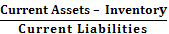 Current Assets – Inventory
Current Liabilities